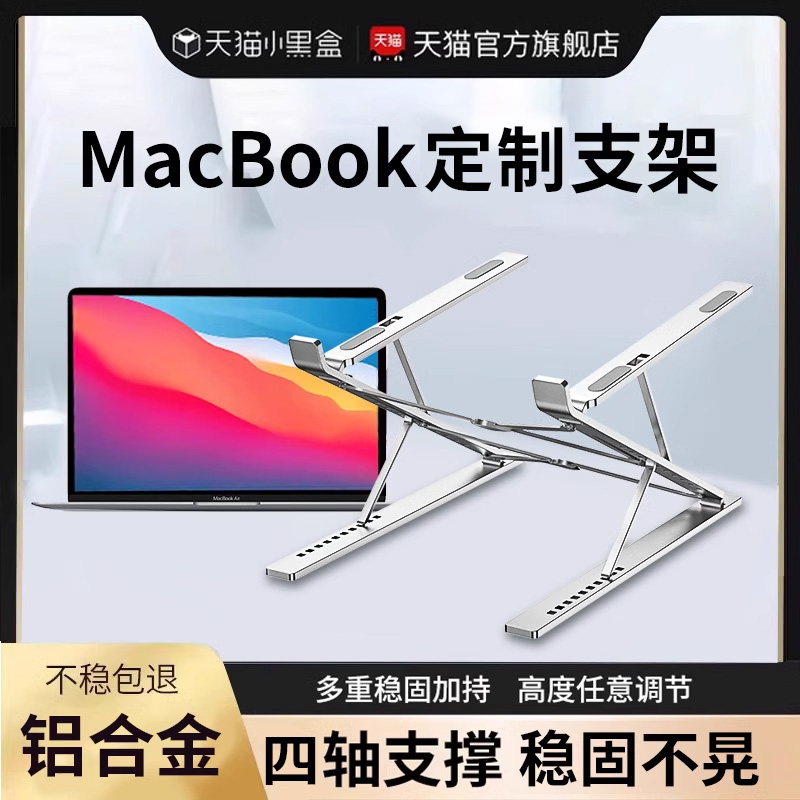 天猫小黑盒 天猫 天猫官方旗舰店
MacBook定制支架
MacBook Air
不稳包退
多重稳固加持 高度任意调节
铝合金
四轴支撑 稳固不晃